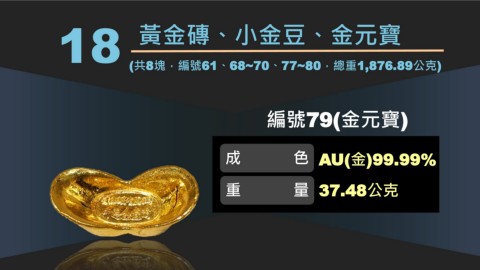 18 黃金磚、小金豆、金元寶
(共8塊，編號61、68~70、77~80，總重1,876.89公克)
編號79(金元寶)
成色 AU(金)99.99%
重量 37.48公克